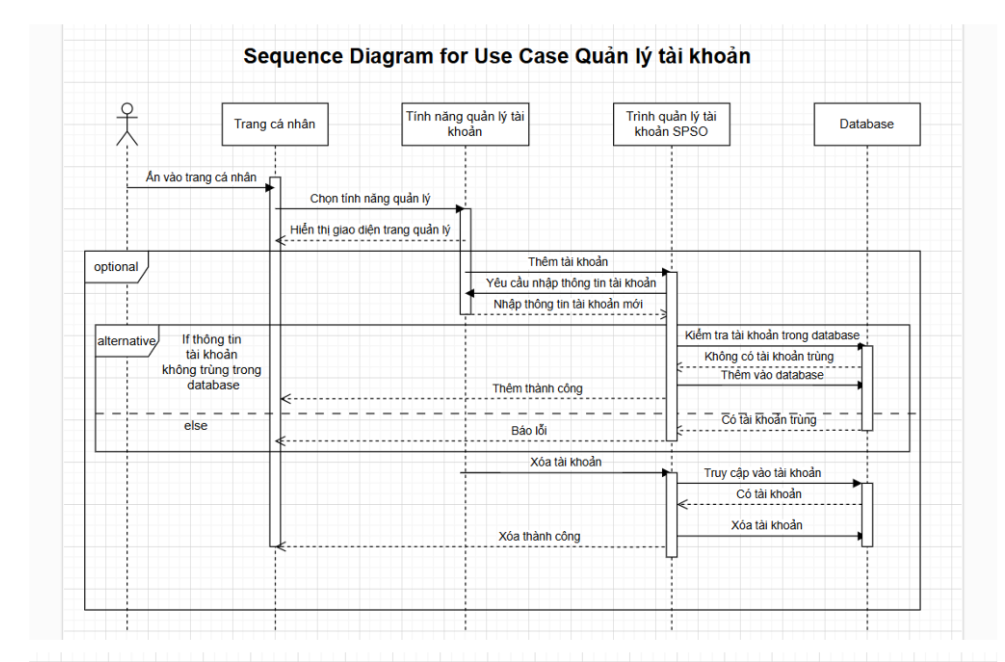 Sequence Diagram for Use Case Quản lý tài khoản
Trang cá nhân
Tính năng quản lý tài
khoản
Trình quản lý tài
khoản SPSO
Database
Ấn vào trang cá nhân
Chọn tính năng quản lý
Hiển thị giao diện trang quản lý
optional
Thêm tài khoản
Yêu cầu nhập thông tin tài khoản
Nhập thông tin tài khoản mới
alternative
If thông tin
tài khoản
không trùng trong
database
Kiểm tra tài khoản trong database
Không có tài khoản trùng
Thêm vào database
Thêm thành công
else
Có tài khoản trùng
Báo lỗi
Xóa tài khoản
Truy cập vào tài khoản
Có tài khoản
Xóa tài khoản
Xóa thành công